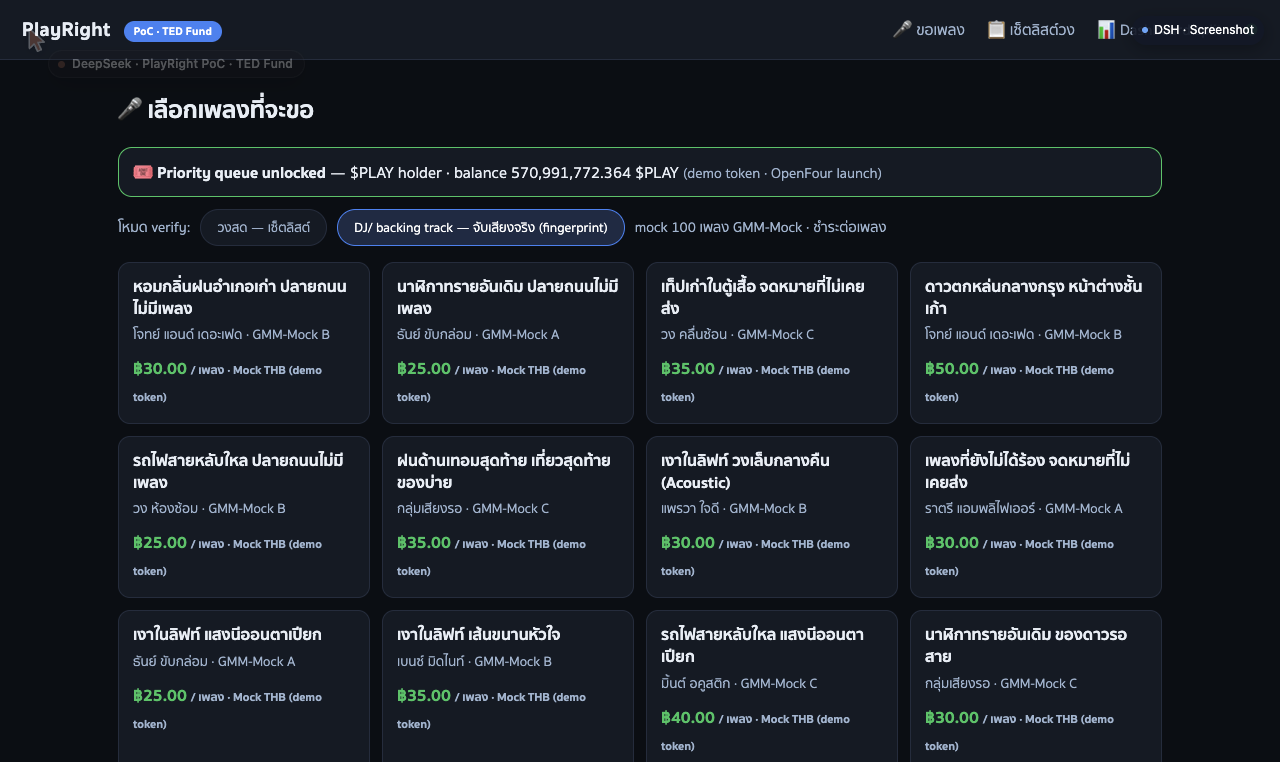 PlayRight PoC · TED Fund 🎤 ขอเพลง 📋 เซ็ตลิสต์วง 📊 DSH · Screenshot
DeepSeek · PlayRight PoC · TED Fund
🎤 เลือกเพลงที่จะขอ
🎟️ Priority queue unlocked — $PLAY holder · balance 570,991,772.364 $PLAY (demo token · OpenFour launch)
โหมด verify: วงสด — เซ็ตลิสต์ DJ/ backing track — จับเสียงจริง (fingerprint) mock 100 เพลง GMM-Mock · ชำระต่อเพลง
หอมกลิ่นฝนอำเภอเก่า ปลายถนน
ไม่มีเพลง
โจทย์ แอนด์ เดอะเฟด · GMM-Mock B
฿30.00 / เพลง · Mock THB (demo
token)
นาฬิกาทรายอันเดิม ปลายถนนไม่มี
เพลง
ธันย์ ขับกล่อม · GMM-Mock A
฿25.00 / เพลง · Mock THB (demo
token)
เท็ปเก่าในตู้เสื้อ จดหมายที่ไม่เคย
ส่ง
วง คลื่นซ้อน · GMM-Mock C
฿35.00 / เพลง · Mock THB (demo
token)
ดาวตกหล่นกลางกรุง หน้าต่างชั้น
เก้า
โจทย์ แอนด์ เดอะเฟด · GMM-Mock B
฿50.00 / เพลง · Mock THB (demo
token)
รถไฟสายหลับใหล ปลายถนนไม่มี
เพลง
วง ห้องซ้อม · GMM-Mock B
฿25.00 / เพลง · Mock THB (demo
token)
ฝนด้านเทอมสุดท้าย เที่ยวสุดท้าย
ของบ่าย
กลุ่มเสียงรอ · GMM-Mock C
฿35.00 / เพลง · Mock THB (demo
token)
เงาในลิฟท์ วงเล็บกลางคืน
(Acoustic)
แพรวา ใจดี · GMM-Mock B
฿30.00 / เพลง · Mock THB (demo
token)
เพลงที่ยังไม่ได้ร้อง จดหมายที่ไม่
เคยส่ง
ราตรี แอมพลิไฟเออร์ · GMM-Mock A
฿30.00 / เพลง · Mock THB (demo
token)
เงาในลิฟท์ แสงนีออนตาเปียก
ธันย์ ขับกล่อม · GMM-Mock A
฿25.00 / เพลง · Mock THB (demo
token)
เงาในลิฟท์ เส้นขนานหัวใจ
เบนซ์ มิดไนท์ · GMM-Mock B
฿35.00 / เพลง · Mock THB (demo
token)
รถไฟสายหลับใหล แสงนีออนตา
เปียก
มิ้นต์ อคูสติก · GMM-Mock C
฿40.00 / เพลง · Mock THB (demo
token)
นาฬิกาทรายอันเดิม ของดาวรอ
สาย
กลุ่มเสียงรอ · GMM-Mock C
฿30.00 / เพลง · Mock THB (demo
token)